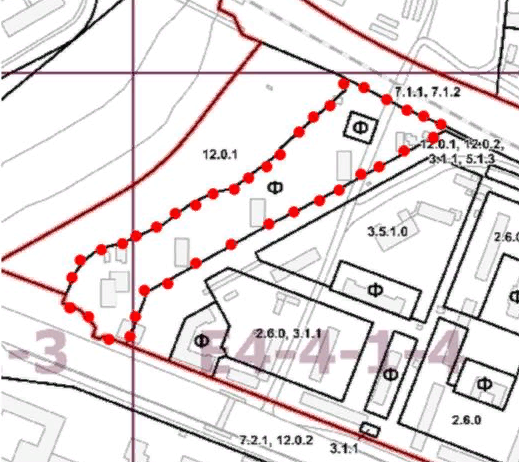 7.1.1, 7.1.2
Ф
12.0.1
12.0.1, 12.0.2,
3.1.1, 5.1.3
Ф
3.5.1.0
2.6.0
Ф
Ф
Ф
2.6.0, 3.1.1
-3
E4-4-1-4
Ф
Ф
2.6.0
7.2.1, 12.0.2
3.1.1